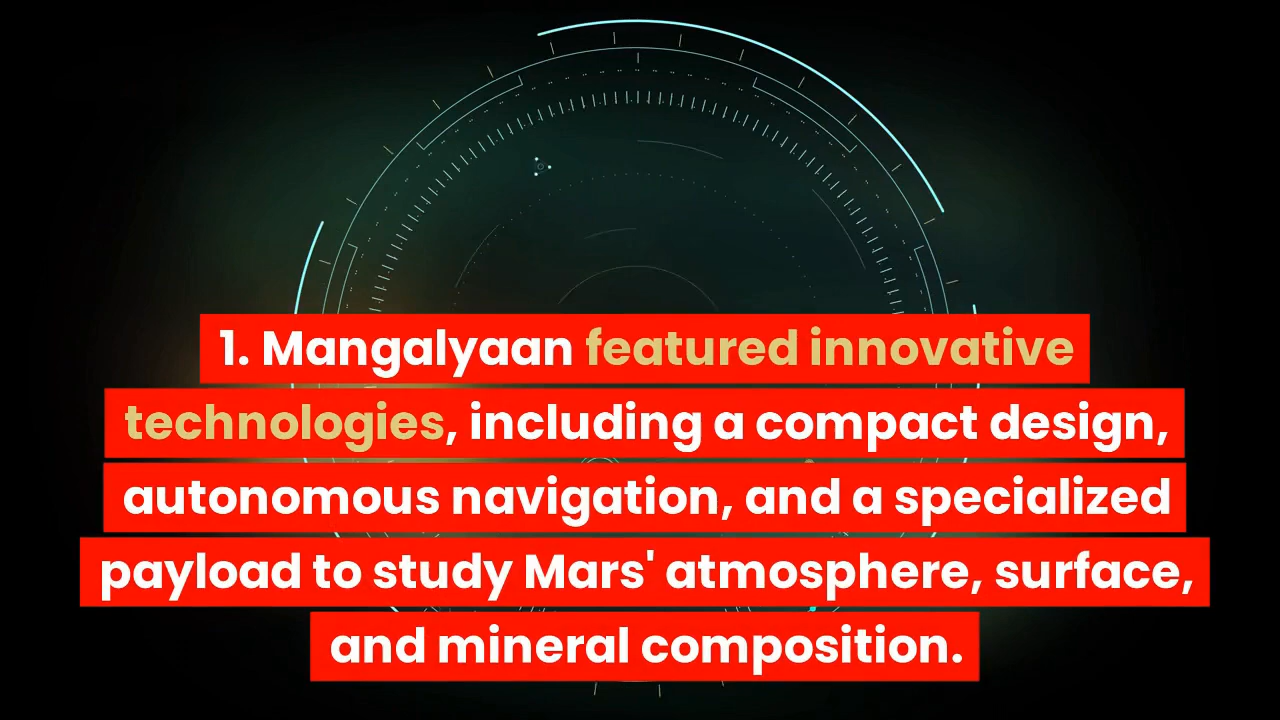 1. Mangalyaan featured innovative
technologies, including a compact design,
autonomous navigation, and a specialized
payload to study Mars' atmosphere, surface,
and mineral composition.